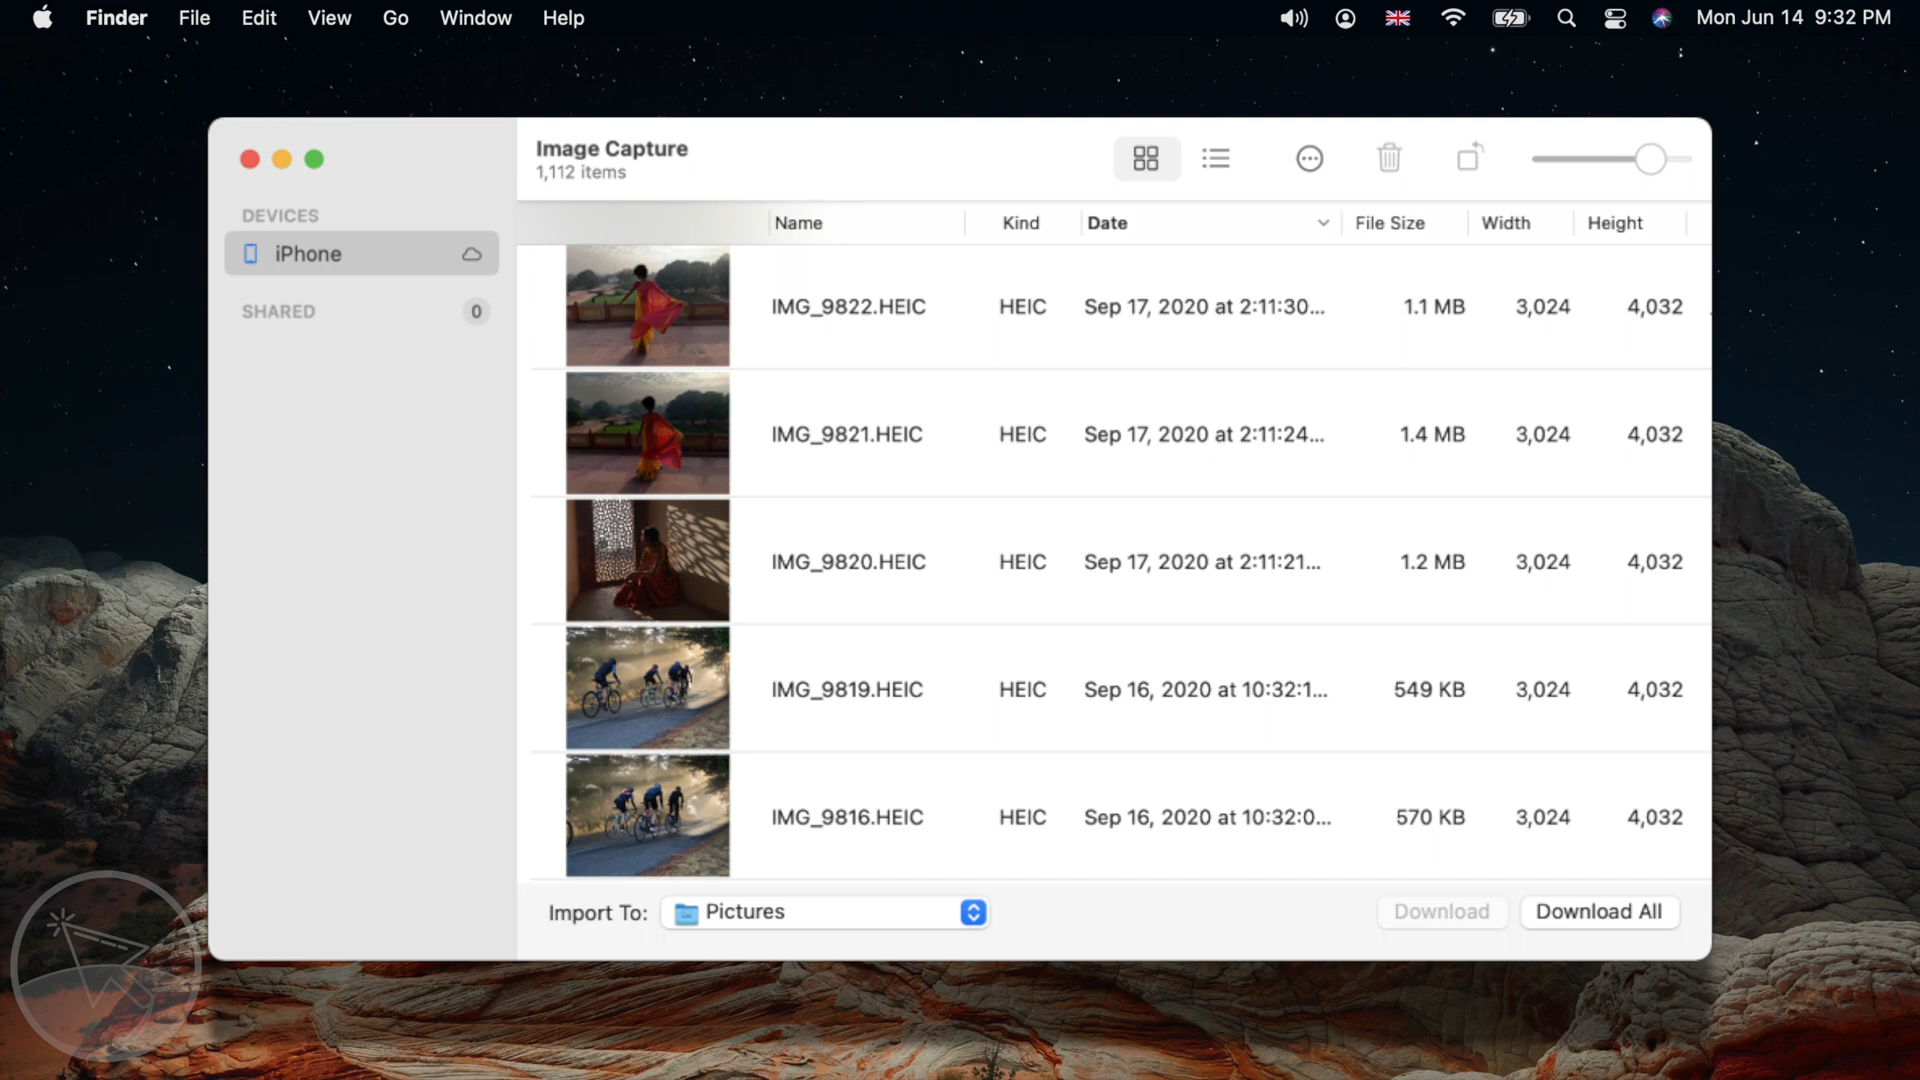 Finder File Edit View Go Window Help Mon Jun 14 9:32 PM
Image Capture
1,112 items
DEVICES
iPhone
SHARED 0
Name Kind Date File Size Width Height
IMG_9822.HEIC HEIC Sep 17, 2020 at 2:11:30... 1.1 MB 3,024 4,032
IMG_9821.HEIC HEIC Sep 17, 2020 at 2:11:24... 1.4 MB 3,024 4,032
IMG_9820.HEIC HEIC Sep 17, 2020 at 2:11:21... 1.2 MB 3,024 4,032
IMG_9819.HEIC HEIC Sep 16, 2020 at 10:32:1... 549 KB 3,024 4,032
IMG_9816.HEIC HEIC Sep 16, 2020 at 10:32:0... 570 KB 3,024 4,032
Import To: Pictures Download Download All